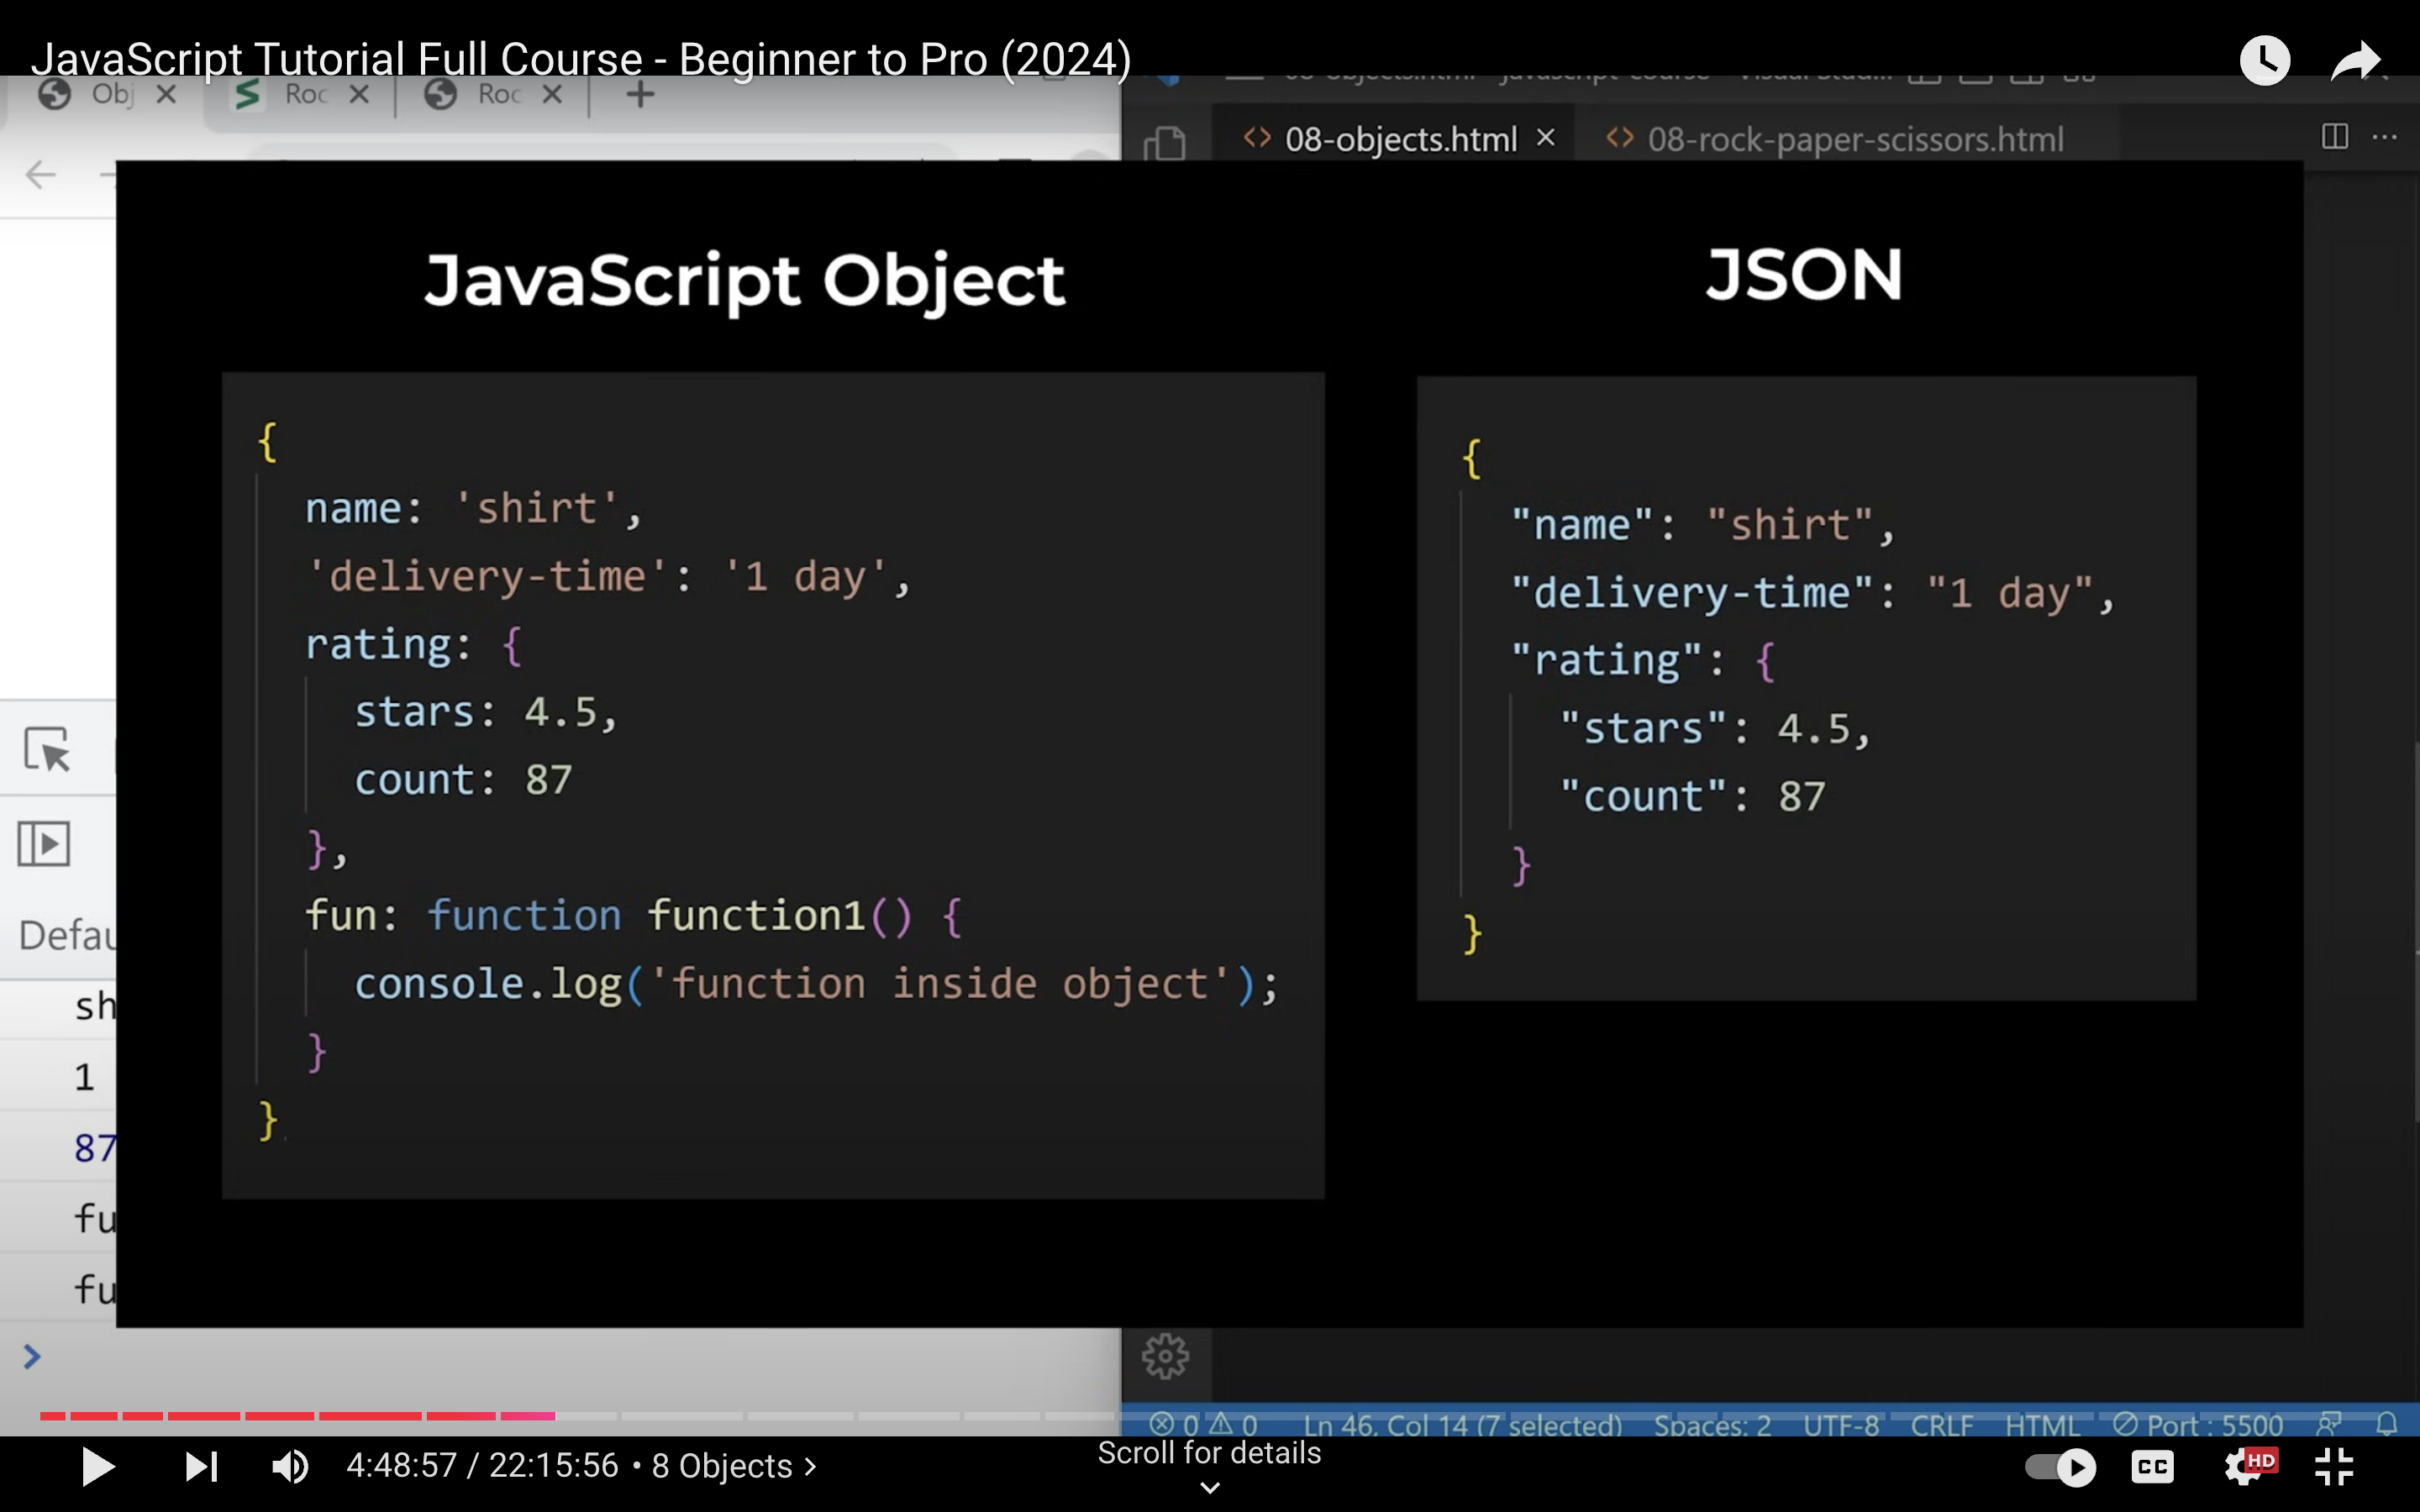 JavaScript Tutorial Full Course - Beginner to Pro (2024)
Obj
Roc
Roc
08-objects.html
08-rock-paper-scissors.html
JavaScript Object
{
name: 'shirt',
'delivery-time': '1 day',
rating: {
stars: 4.5,
count: 87
},
fun: function function1() {
console.log('function inside object');
}
}
JSON
{
"name": "shirt",
"delivery-time": "1 day",
"rating": {
"stars": 4.5,
"count": 87
}
}
Defau
sh
1
87
fu
fu
0 0 Ln 46, Col 14 (7 selected) Spaces: 2 UTF-8 CRLF HTML Port : 5500
4:48:57 / 22:15:56 • 8 Objects
Scroll for details
CC
HD